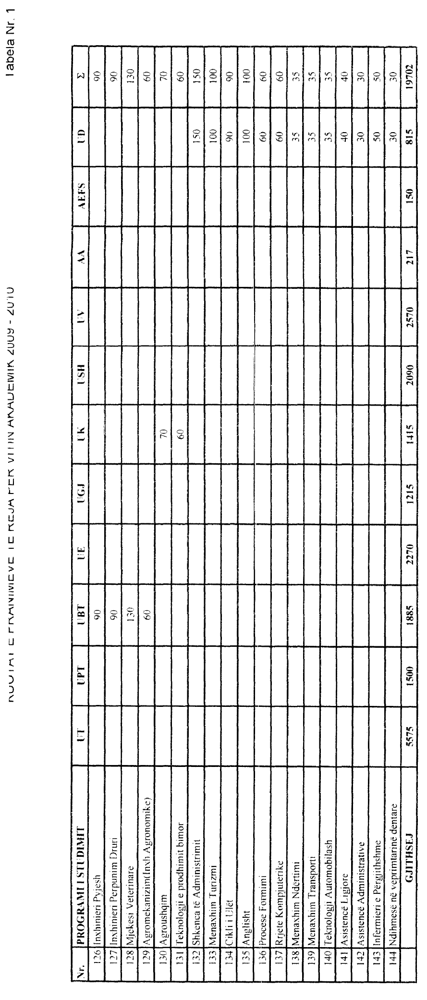 Tabela Nr. 1
KUOTAT E PRANIMEVE TE REJA PER VITIN AKADEMIK 2009 - 2010
Nr. PROGRAMI I STUDIMIT UT UPT UBT UE UGJ UK USH UV AA AEFS UD Σ
126 Inxhinieri Pyjesh 90 90
127 Inxhinieri Perpunim Druri 90 90
128 Mjekesi Veterinare 130 130
129 Agromekanizim(Inxh Agronomike) 60 60
130 Agroushqim 70 70
131 Teknologji e prodhimit bimor 60 60
132 Shkenca të Administrimit 150 150
133 Menaxhim Turizmi 100 100
134 Cikli i Ulët 90 90
135 Anglisht 100 100
136 Procese Formimi 60 60
137 Rrjete Kompjuterike 60 60
138 Menaxhim Ndërtimi 35 35
139 Menaxhim Transporti 35 35
140 Teknologji Automobilash 35 35
141 Asistencë Ligjore 40 40
142 Asistencë Administrative 30 30
143 Infermieri e Përgjithshme 50 50
144 Ndihmesë në veprimtarinë dentare 30 30
GJITHSEJ 5575 1500 1885 2270 1215 1415 2090 2570 217 150 815 19702